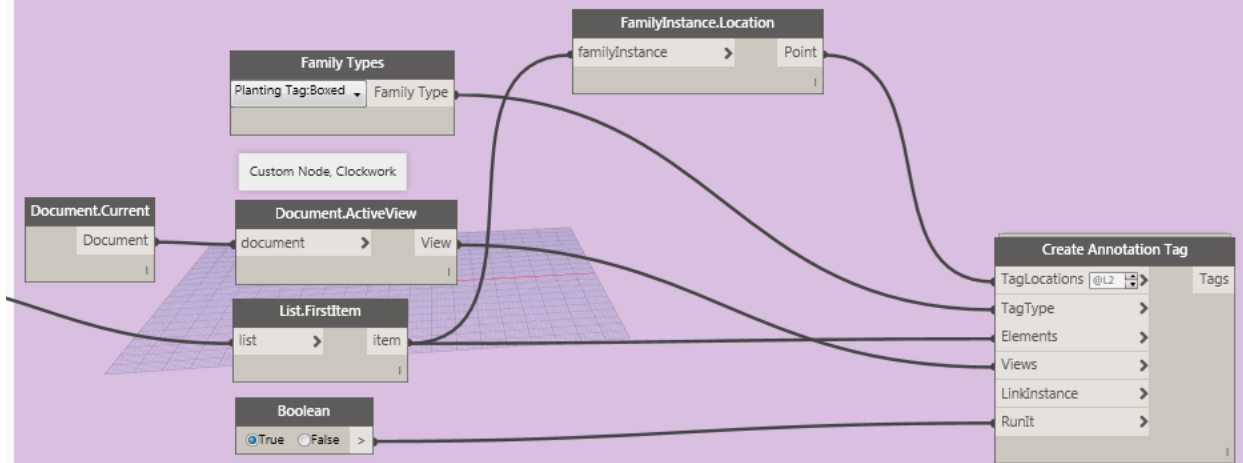 FamilyInstance.Location
familyInstance > Point
Family Types
Planting Tag:Boxed Family Type
Custom Node, Clockwork
Document.Current
Document
Document.ActiveView
document > View
List.FirstItem
list > item
Boolean
True False >
Create Annotation Tag
TagLocations @L2 > Tags
TagType >
Elements >
Views >
LinkInstance >
RunIt >